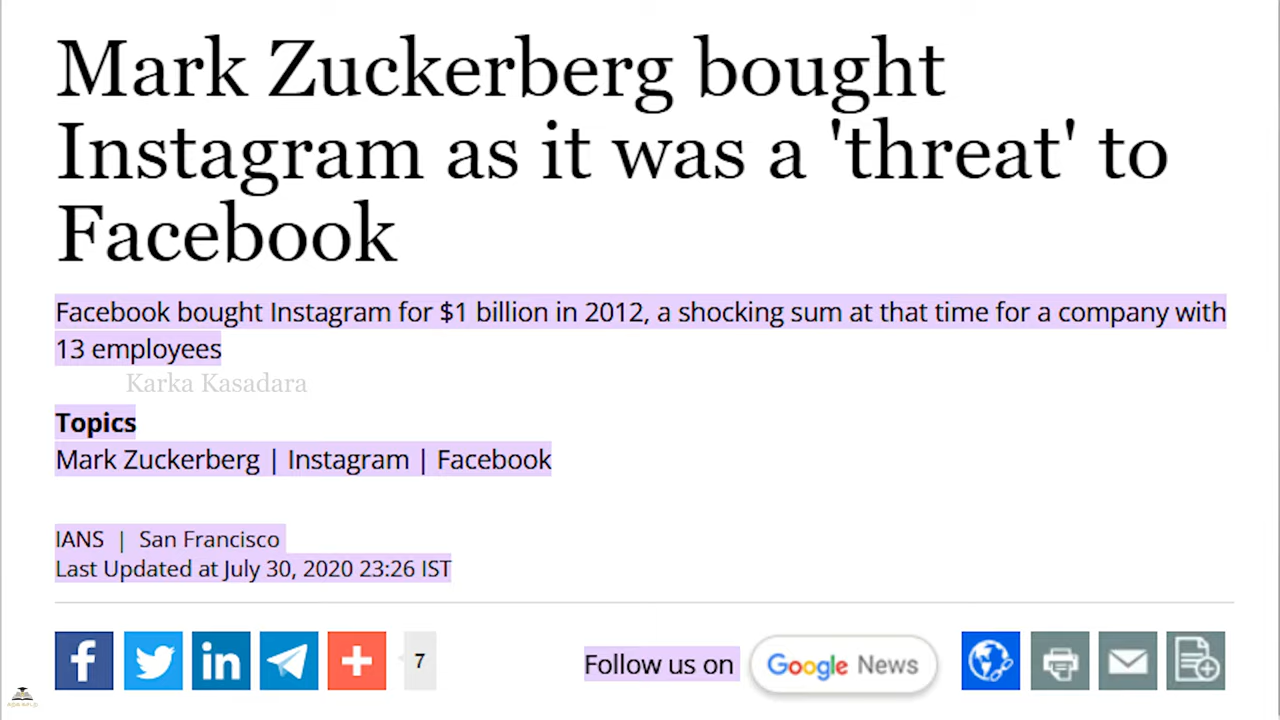 Mark Zuckerberg bought
Instagram as it was a 'threat' to
Facebook
Facebook bought Instagram for $1 billion in 2012, a shocking sum at that time for a company with
13 employees
Karka Kasadara
Topics
Mark Zuckerberg | Instagram | Facebook
IANS | San Francisco
Last Updated at July 30, 2020 23:26 IST
7
Follow us on Google News